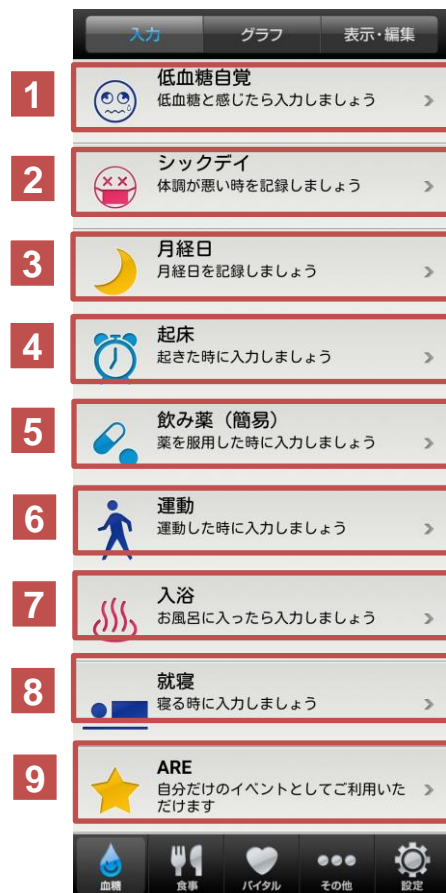 入力 グラフ 表示・編集
1
低血糖自覚
低血糖と感じたら入力しましょう
2
シックデイ
体調が悪い時を記録しましょう
3
月経日
月経日を記録しましょう
4
起床
起きた時に入力しましょう
5
飲み薬（簡易）
薬を服用した時に入力しましょう
6
運動
運動した時に入力しましょう
7
入浴
お風呂に入ったら入力しましょう
8
就寝
寝る時に入力しましょう
9
ARE
自分だけのイベントとしてご利用いた
だけます
血糖 食事 バイタル その他 設定